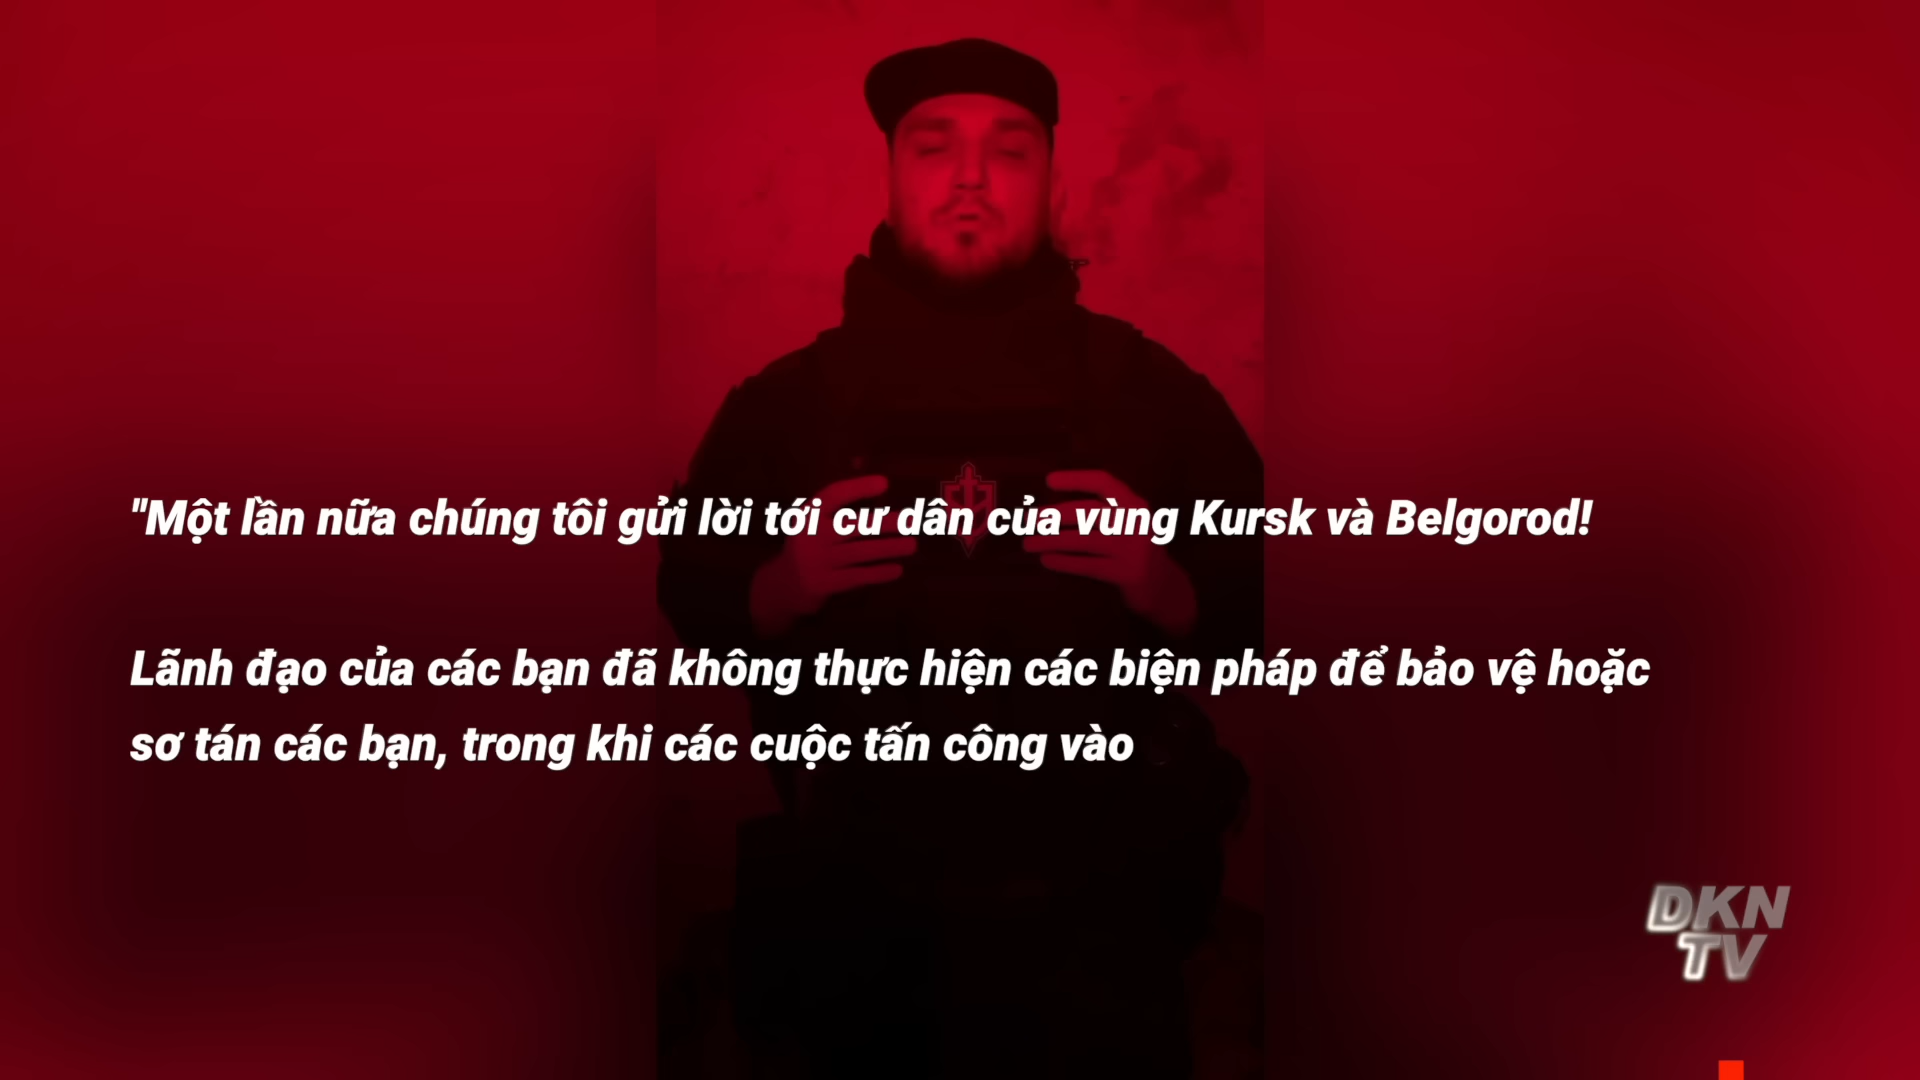 "Một lần nữa chúng tôi gửi lời tới cư dân của vùng Kursk và Belgorod!
Lãnh đạo của các bạn đã không thực hiện các biện pháp để bảo vệ hoặc
sơ tán các bạn, trong khi các cuộc tấn công vào
DKN
TV